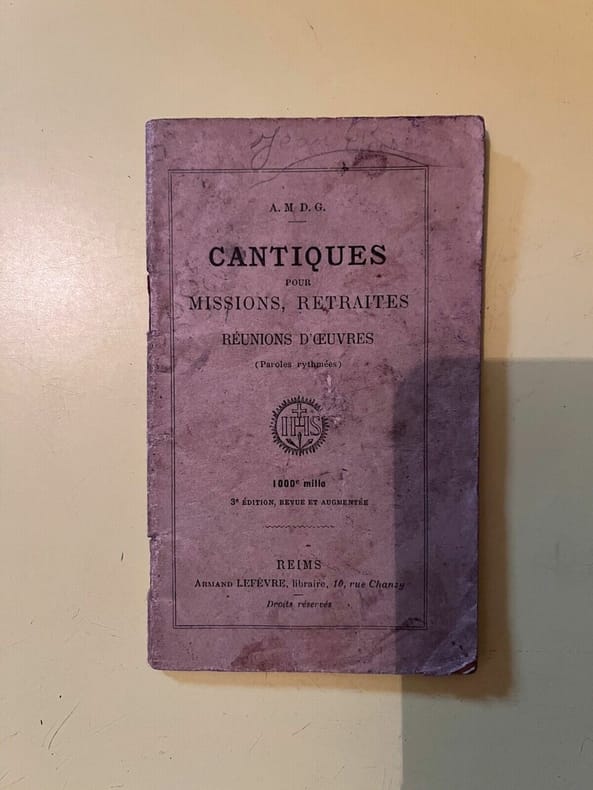 Jean
A. M D. G.
CANTIQUES
POUR
MISSIONS, RETRAITES
RÉUNIONS D'ŒUVRES
(Paroles rythmées)
IHS
1000e mille
3e ÉDITION, REVUE ET AUGMENTÉE
REIMS
ARMAND LEFÈVRE, libraire, 10, rue Chanzy
Droits réservés